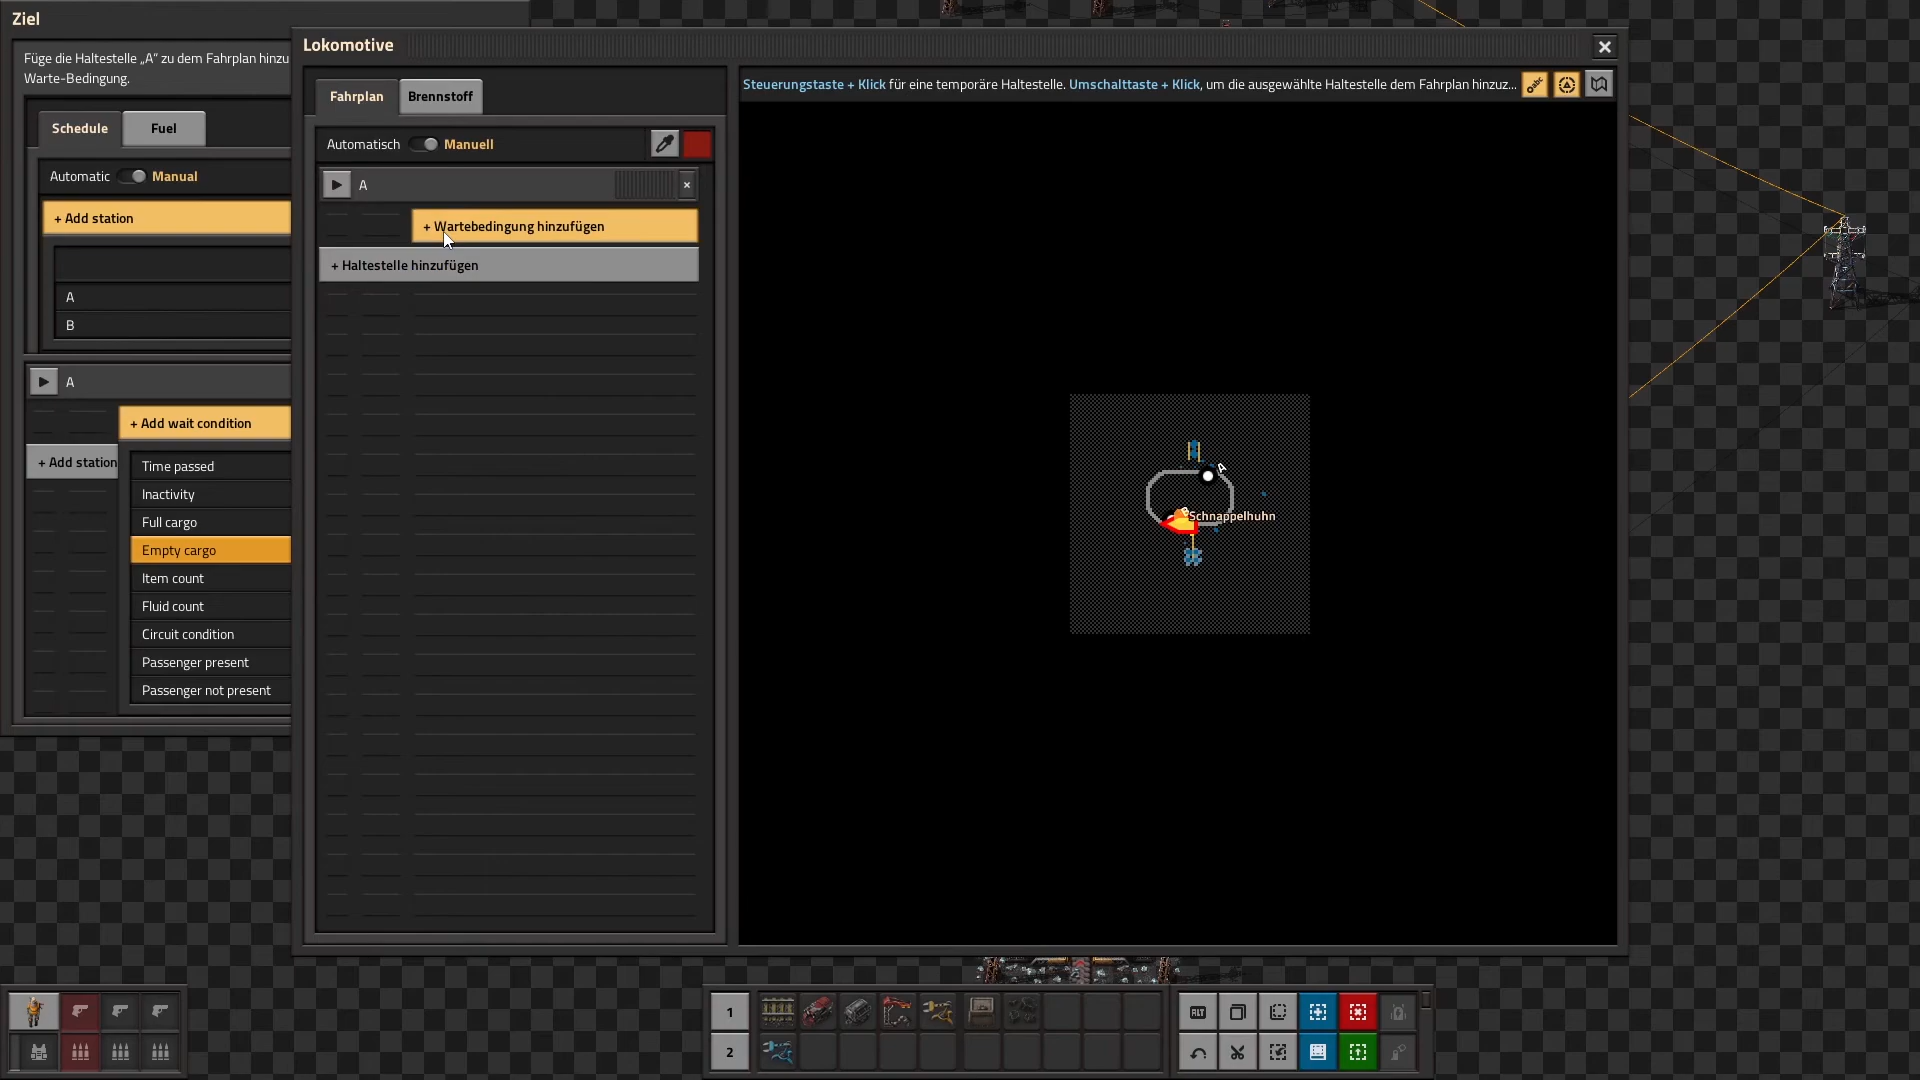 Ziel
Füge die Haltestelle „A“ zu dem Fahrplan hinzu
Warte-Bedingung.
Schedule
Fuel
Automatic
Manual
+ Add station
A
B
A
+ Add wait condition
+ Add station
Time passed
Inactivity
Full cargo
Empty cargo
Item count
Fluid count
Circuit condition
Passenger present
Passenger not present
Lokomotive
Fahrplan
Brennstoff
Automatisch
Manuell
A
+ Wartebedingung hinzufügen
+ Haltestelle hinzufügen
Steuerungstaste + Klick für eine temporäre Haltestelle. Umschalttaste + Klick, um die ausgewählte Haltestelle dem Fahrplan hinzuz...
A
B
Schnappelhuhn
1
2
ALT